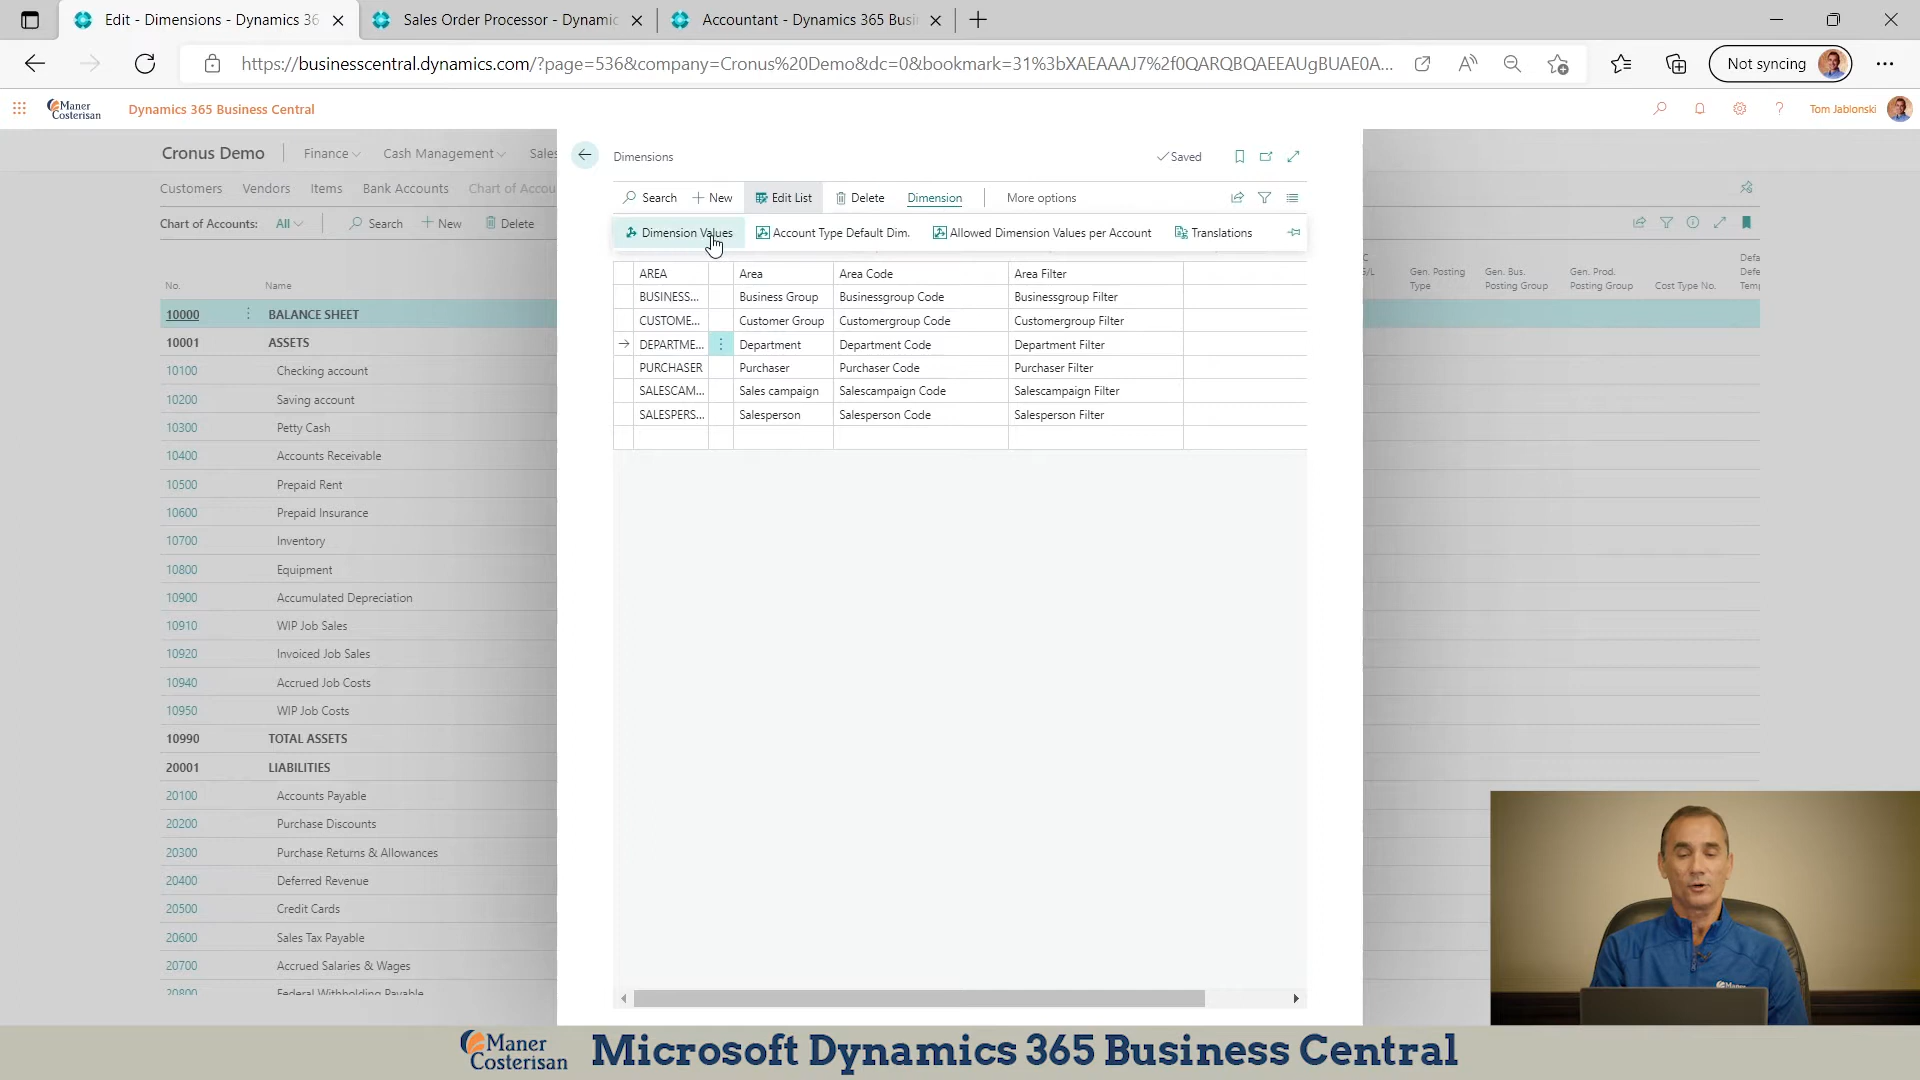 Edit - Dimensions - Dynamics 36
Sales Order Processor - Dynamic
Accountant - Dynamics 365 Busi
https://businesscentral.dynamics.com/?page=536&company=Cronus%20Demo&dc=0&bookmark=31%3bXAEAAAJ7%2f0QARQBQAEEAUgBUAE0A...
Not syncing
Maner Costerisan
Dynamics 365 Business Central
Tom Jablonski
Cronus Demo
Finance
Cash Management
Sales
Customers
Vendors
Items
Bank Accounts
Chart of Accou
Chart of Accounts:
All
Search
New
Delete
Dimensions
Saved
Search
New
Edit List
Delete
Dimension
More options
Dimension Values
Account Type Default Dim.
Allowed Dimension Values per Account
Translations
AREA Area Area Code Area Filter
BUSINESS... Business Group Businessgroup Code Businessgroup Filter
CUSTOME... Customer Group Customergroup Code Customergroup Filter
DEPARTME... Department Department Code Department Filter
PURCHASER Purchaser Purchaser Code Purchaser Filter
SALESCAM... Sales campaign Salescampaign Code Salescampaign Filter
SALESPERS... Salesperson Salesperson Code Salesperson Filter
No. Name
Gen. Posting Type
Gen. Bus. Posting Group
Gen. Prod. Posting Group
Cost Type No.
Defa
Defe
Temp
10000 BALANCE SHEET
10001 ASSETS
10100 Checking account
10200 Saving account
10300 Petty Cash
10400 Accounts Receivable
10500 Prepaid Rent
10600 Prepaid Insurance
10700 Inventory
10800 Equipment
10900 Accumulated Depreciation
10910 WIP Job Sales
10920 Invoiced Job Sales
10940 Accrued Job Costs
10950 WIP Job Costs
10990 TOTAL ASSETS
20001 LIABILITIES
20100 Accounts Payable
20200 Purchase Discounts
20300 Purchase Returns & Allowances
20400 Deferred Revenue
20500 Credit Cards
20600 Sales Tax Payable
20700 Accrued Salaries & Wages
20800 Federal Withholding Payable
Maner Costerisan
Microsoft Dynamics 365 Business Central